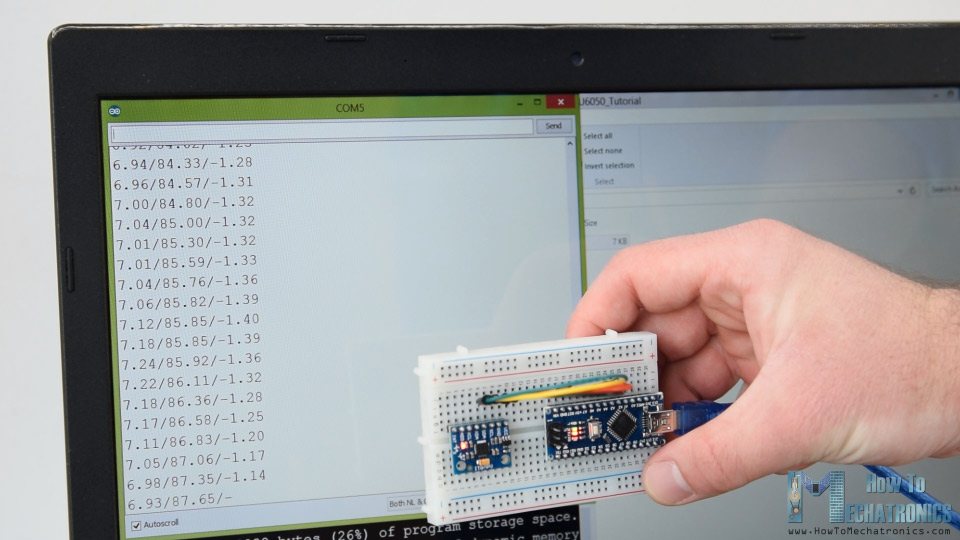 COM5
Send
6.94/84.33/-1.28
6.96/84.57/-1.31
7.00/84.80/-1.32
7.04/85.00/-1.32
7.01/85.30/-1.32
7.01/85.59/-1.33
7.04/85.76/-1.36
7.06/85.82/-1.39
7.12/85.85/-1.40
7.18/85.85/-1.39
7.24/85.92/-1.36
7.22/86.11/-1.32
7.18/86.36/-1.28
7.17/86.58/-1.25
7.11/86.83/-1.20
7.05/87.06/-1.17
6.98/87.35/-1.14
6.93/87.65/-
Autoscroll
Both NL &
bytes (26%) of program storage space.
memory
U6050_Tutorial
Select all
Select none
Invert selection
Select
Size
7 KB
Search
How To
Mechatronics
www.HowToMechatronics.com